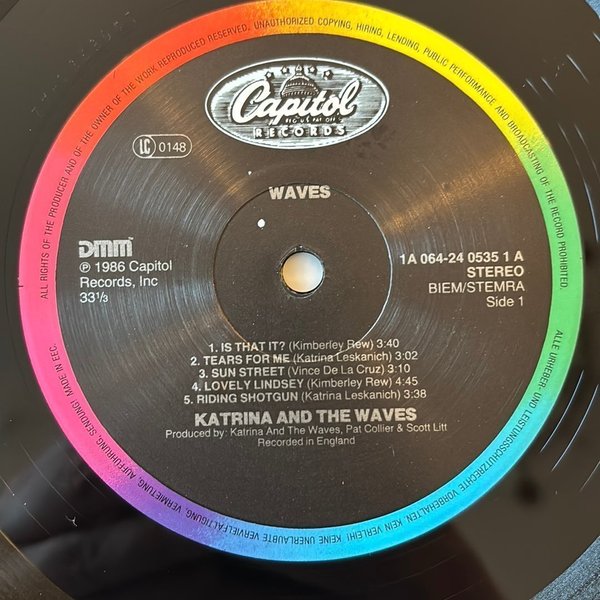 ALL RIGHTS OF THE PRODUCER AND OF THE OWNER OF THE WORK REPRODUCED RESERVED. UNAUTHORIZED COPYING, HIRING, LENDING, PUBLIC PERFORMANCE AND BROADCASTING OF THE RECORD PROHIBITED.
Capitol
RECORDS
LC 0148
WAVES
DMM
℗ 1986 Capitol
Records, Inc
33 1/3
1A 064-24 0535 1 A
STEREO
BIEM/STEMRA
Side 1
1. IS THAT IT? (Kimberley Rew) 3:40
2. TEARS FOR ME (Katrina Leskanich) 3:02
3. SUN STREET (Vince De La Cruz) 3:10
4. LOVELY LINDSEY (Kimberley Rew) 4:45
5. RIDING SHOTGUN (Katrina Leskanich) 3:38
KATRINA AND THE WAVES
Produced by: Katrina And The Waves, Pat Collier & Scott Litt
Recorded in England
ALLE URHEBER- UND LEISTUNGSSCHUTZRECHTE VORBEHALTEN KEIN VERLEIH! KEINE UNERLAUBTE VERVIELFÄLTIGUNG, VERMIETUNG, AUFFÜHRUNG, SENDUNG! MADE IN EEC.